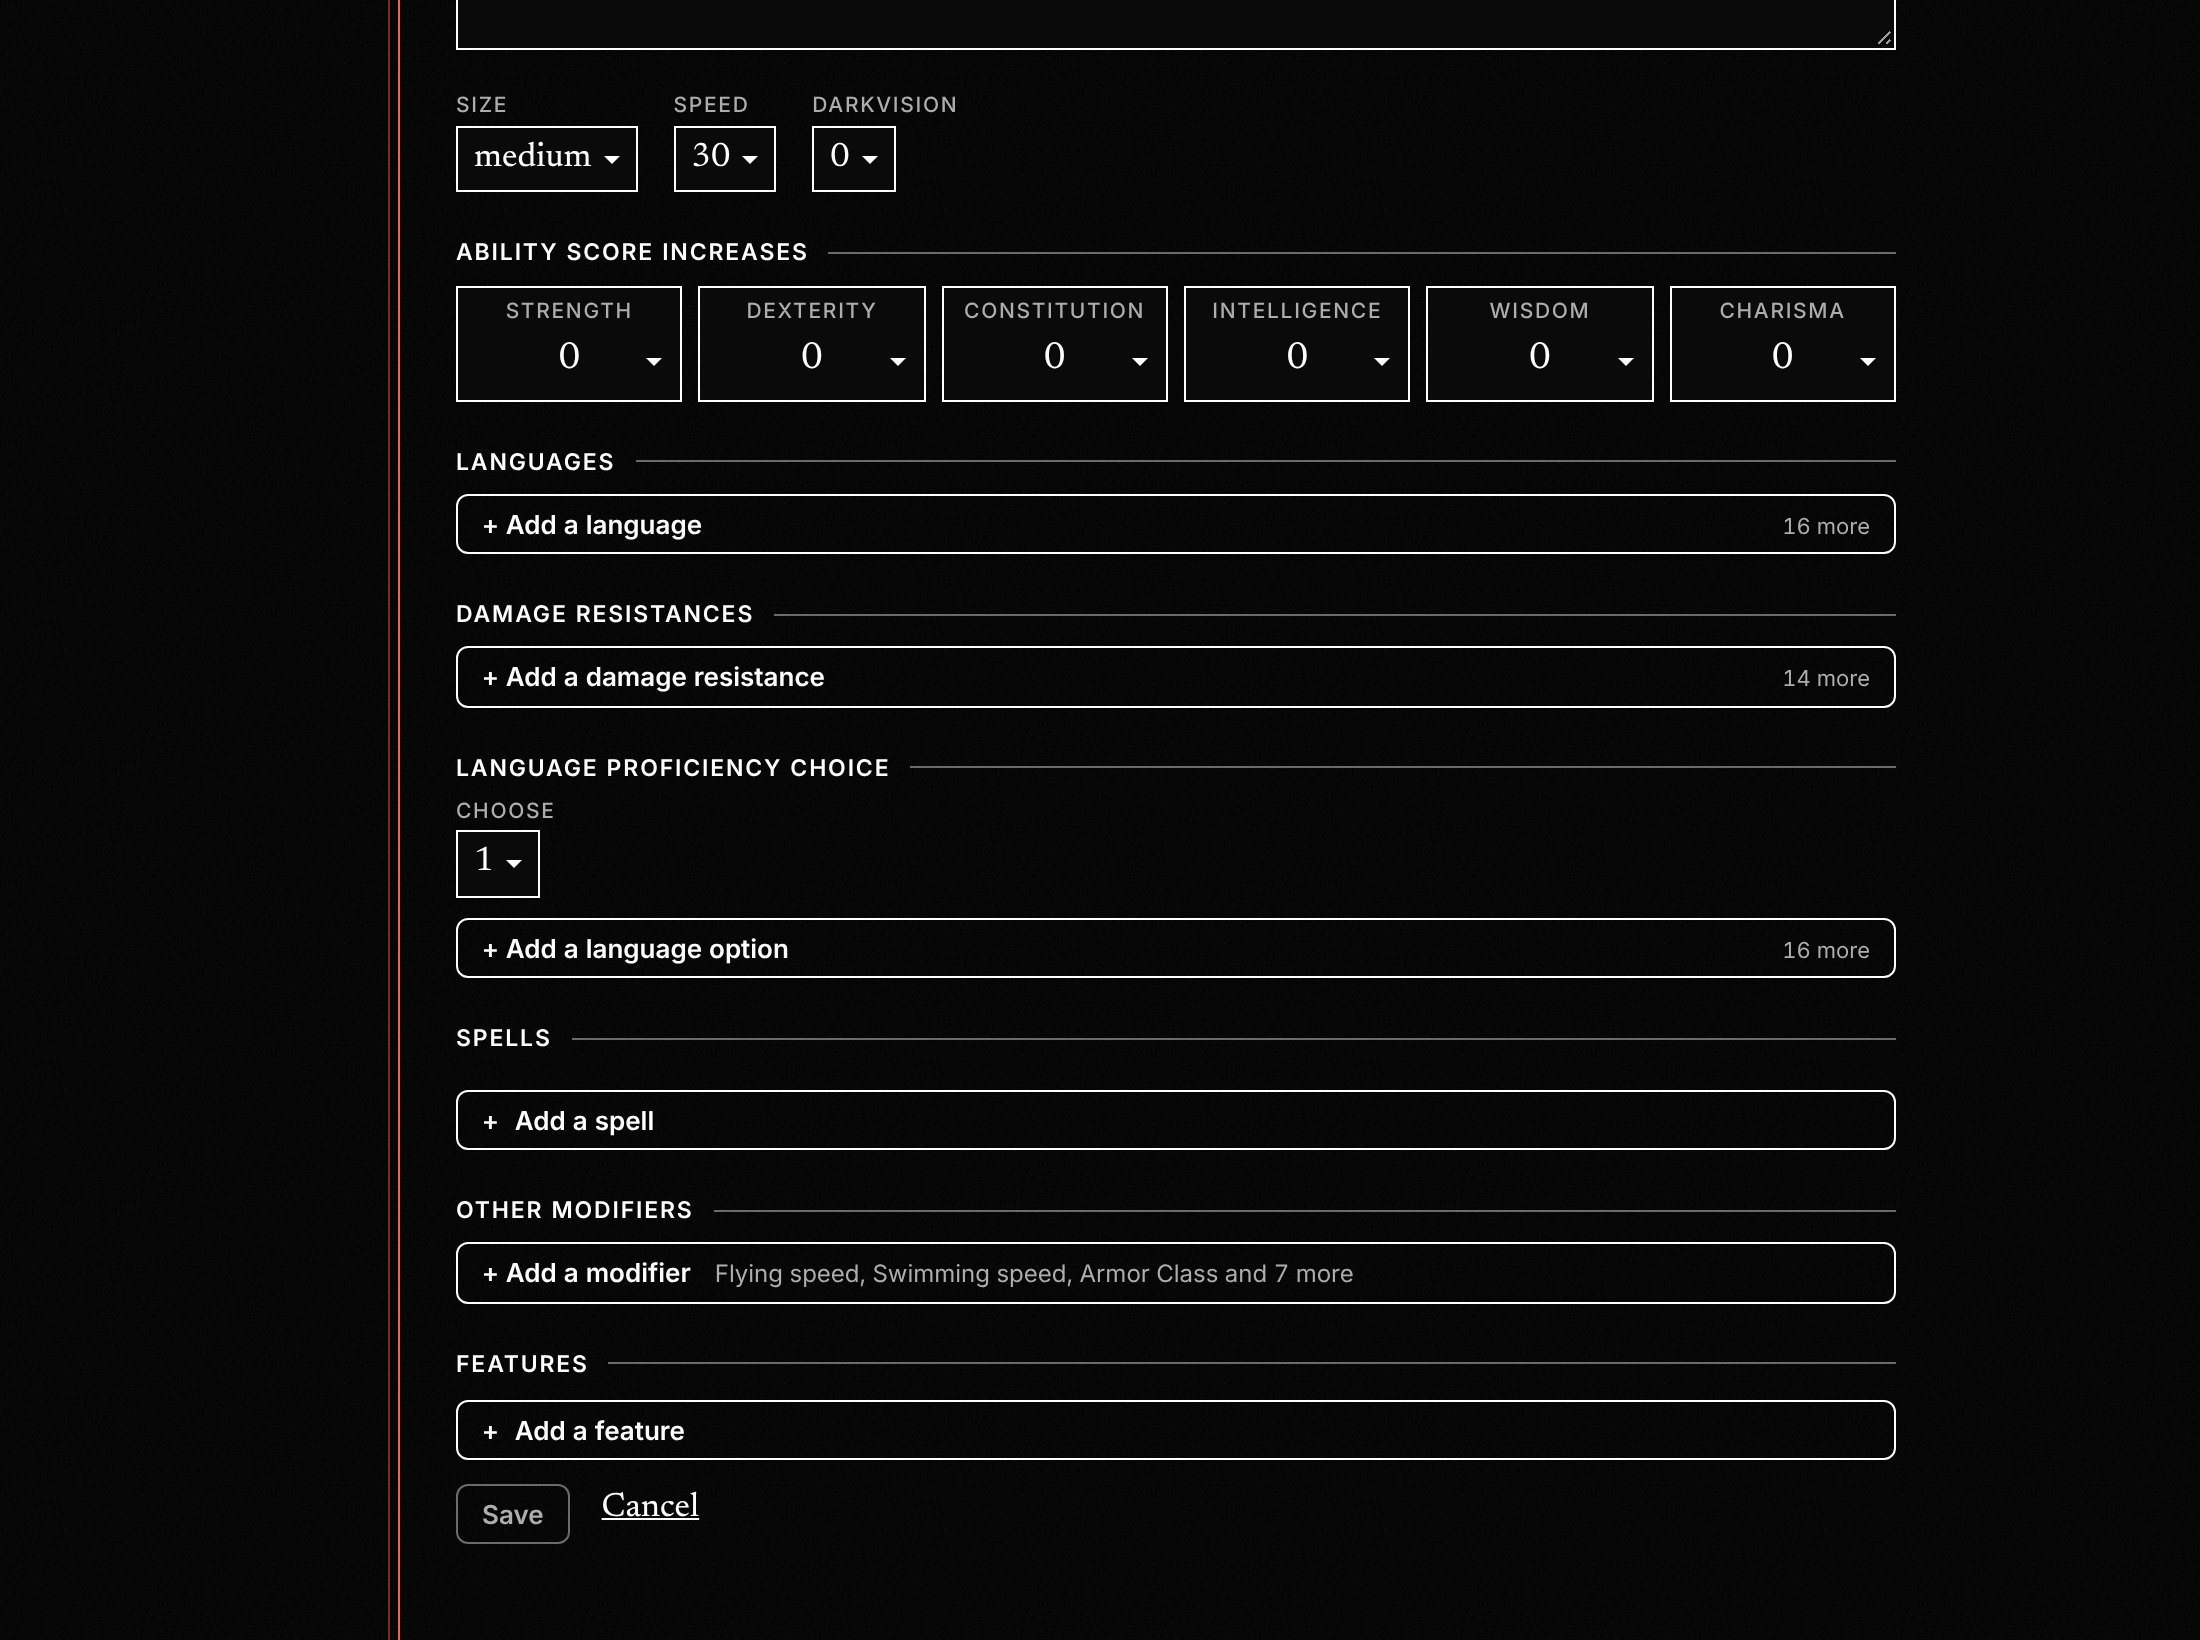 SIZE SPEED DARKVISION
medium 30 0
ABILITY SCORE INCREASES
STRENGTH DEXTERITY CONSTITUTION INTELLIGENCE WISDOM CHARISMA
0 0 0 0 0 0
LANGUAGES
+ Add a language 16 more
DAMAGE RESISTANCES
+ Add a damage resistance 14 more
LANGUAGE PROFICIENCY CHOICE
CHOOSE
1
+ Add a language option 16 more
SPELLS
+ Add a spell
OTHER MODIFIERS
+ Add a modifier Flying speed, Swimming speed, Armor Class and 7 more
FEATURES
+ Add a feature
Save Cancel